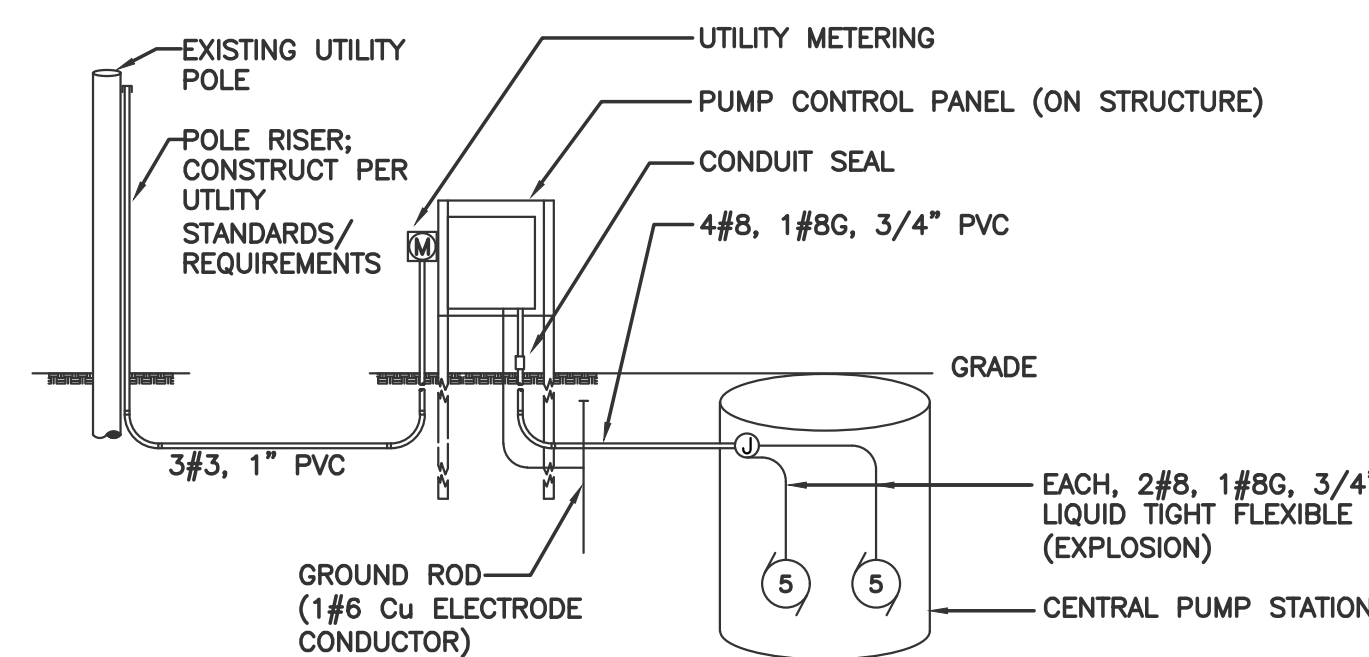 EXISTING UTILITY
POLE
POLE RISER;
CONSTRUCT PER
UTLITY
STANDARDS/
REQUIREMENTS
UTILITY METERING
PUMP CONTROL PANEL (ON STRUCTURE)
CONDUIT SEAL
4#8, 1#8G, 3/4" PVC
M
GRADE
3#3, 1" PVC
J
EACH, 2#8, 1#8G, 3/4"
LIQUID TIGHT FLEXIBLE
(EXPLOSION)
5
5
GROUND ROD
(1#6 Cu ELECTRODE
CONDUCTOR)
CENTRAL PUMP STATION